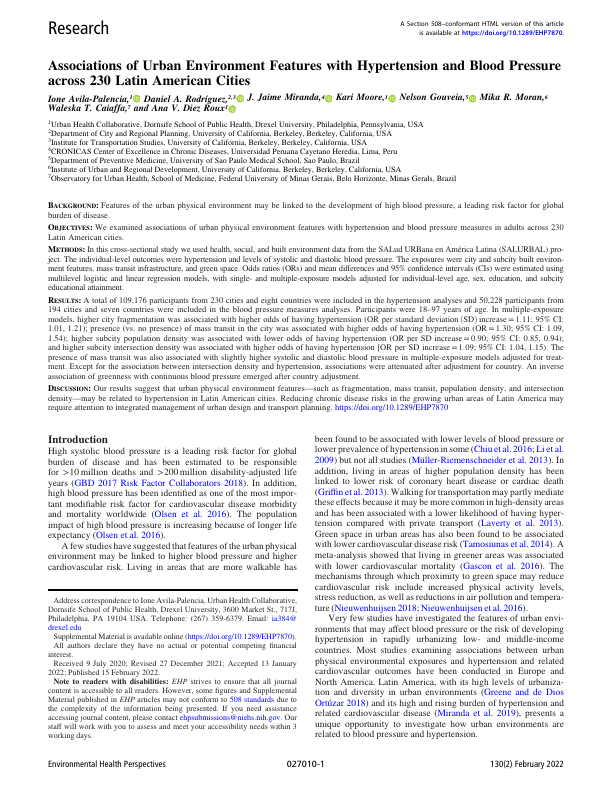 Research
A Section 508–conformant HTML version of this article
is available at https://doi.org/10.1289/EHP7870.
Associations of Urban Environment Features with Hypertension and Blood Pressure
across 230 Latin American Cities
Ione Avila-Palencia,1 Daniel A. Rodríguez,2,3 J. Jaime Miranda,4 Kari Moore,1 Nelson Gouveia,5 Mika R. Moran,6
Waleska T. Caiaffa,7 and Ana V. Diez Roux1
1Urban Health Collaborative, Dornsife School of Public Health, Drexel University, Philadelphia, Pennsylvania, USA
2Department of City and Regional Planning, University of California, Berkeley, Berkeley, California, USA
3Institute for Transportation Studies, University of California, Berkeley, Berkeley, California, USA
4CRONICAS Center of Excellence in Chronic Diseases, Universidad Peruana Cayetano Heredia, Lima, Peru
5Department of Preventive Medicine, University of Sao Paulo Medical School, Sao Paulo, Brazil
6Institute of Urban and Regional Development, University of California, Berkeley, Berkeley, California, USA
7Observatory for Urban Health, School of Medicine, Federal University of Minas Gerais, Belo Horizonte, Minas Gerals, Brazil
BACKGROUND: Features of the urban physical environment may be linked to the development of high blood pressure, a leading risk factor for global
burden of disease.
OBJECTIVES: We examined associations of urban physical environment features with hypertension and blood pressure measures in adults across 230
Latin American cities.
METHODS: In this cross-sectional study we used health, social, and built environment data from the SALud URBana en América Latina (SALURBAL) pro-
ject. The individual-level outcomes were hypertension and levels of systolic and diastolic blood pressure. The exposures were city and subcity built environ-
ment features, mass transit infrastructure, and green space. Odds ratios (ORs) and mean differences and 95% confidence intervals (CIs) were estimated using
multilevel logistic and linear regression models, with single- and multiple-exposure models adjusted for individual-level age, sex, education, and subcity
educational attainment.
RESULTS: A total of 109,176 participants from 230 cities and eight countries were included in the hypertension analyses and 50,228 participants from
194 cities and seven countries were included in the blood pressure measures analyses. Participants were 18–97 years of age. In multiple-exposure
models, higher city fragmentation was associated with higher odds of having hypertension (OR per standard deviation (SD) increase = 1.11; 95% CI:
1.01, 1.21); presence (vs. no presence) of mass transit in the city was associated with higher odds of having hypertension (OR = 1.30; 95% CI: 1.09,
1.54); higher subcity population density was associated with lower odds of having hypertension (OR per SD increase = 0.90; 95% CI: 0.85, 0.94);
and higher subcity intersection density was associated with higher odds of having hypertension [OR per SD increase = 1.09; 95% CI: 1.04, 1.15). The
presence of mass transit was also associated with slightly higher systolic and diastolic blood pressure in multiple-exposure models adjusted for treat-
ment. Except for the association between intersection density and hypertension, associations were attenuated after adjustment for country. An inverse
association of greenness with continuous blood pressure emerged after country adjustment.
DISCUSSION: Our results suggest that urban physical environment features—such as fragmentation, mass transit, population density, and intersection
density—may be related to hypertension in Latin American cities. Reducing chronic disease risks in the growing urban areas of Latin America may
require attention to integrated management of urban design and transport planning. https://doi.org/10.1289/EHP7870
Introduction
High systolic blood pressure is a leading risk factor for global
burden of disease and has been estimated to be responsible
for >10 million deaths and >200 million disability-adjusted life
years (GBD 2017 Risk Factor Collaborators 2018). In addition,
high blood pressure has been identified as one of the most impor-
tant modifiable risk factor for cardiovascular disease morbidity
and mortality worldwide (Olsen et al. 2016). The population
impact of high blood pressure is increasing because of longer life
expectancy (Olsen et al. 2016).
A few studies have suggested that features of the urban physical
environment may be linked to higher blood pressure and higher
cardiovascular risk. Living in areas that are more walkable has
Address correspondence to Ione Avila-Palencia, Urban Health Collaborative,
Dornsife School of Public Health, Drexel University, 3600 Market St., 717J,
Philadelphia, PA 19104 USA. Telephone: (267) 359-6379. Email: ia384@
drexel.edu
Supplemental Material is available online (https://doi.org/10.1289/EHP7870).
All authors declare they have no actual or potential competing financial
interest.
Received 9 July 2020; Revised 27 December 2021; Accepted 13 January
2022; Published 15 February 2022.
Note to readers with disabilities: EHP strives to ensure that all journal
content is accessible to all readers. However, some figures and Supplemental
Material published in EHP articles may not conform to 508 standards due to
the complexity of the information being presented. If you need assistance
accessing journal content, please contact ehpsubmissions@niehs.nih.gov. Our
staff will work with you to assess and meet your accessibility needs within 3
working days.
been found to be associated with lower levels of blood pressure or
lower prevalence of hypertension in some (Chiu et al. 2016; Li et al.
2009) but not all studies (Müller-Riemenschneider et al. 2013). In
addition, living in areas of higher population density has been
linked to lower risk of coronary heart disease or cardiac death
(Griffin et al. 2013). Walking for transportation may partly mediate
these effects because it may be more common in high-density areas
and has been associated with a lower likelihood of having hyper-
tension compared with private transport (Laverty et al. 2013).
Green space in urban areas has also been found to be associated
with lower cardiovascular disease risk (Tamosiunas et al. 2014). A
meta-analysis showed that living in greener areas was associated
with lower cardiovascular mortality (Gascon et al. 2016). The
mechanisms through which proximity to green space may reduce
cardiovascular risk include increased physical activity levels,
stress reduction, as well as reductions in air pollution and tempera-
ture (Nieuwenhuijsen 2018; Nieuwenhuijsen et al. 2016).
Very few studies have investigated the features of urban envi-
ronments that may affect blood pressure or the risk of developing
hypertension in rapidly urbanizing low- and middle-income
countries. Most studies examining associations between urban
physical environmental exposures and hypertension and related
cardiovascular outcomes have been conducted in Europe and
North America. Latin America, with its high levels of urbaniza-
tion and diversity in urban environments (Greene and de Dios
Ortúzar 2018) and its high and rising burden of hypertension and
related cardiovascular disease (Miranda et al. 2019), presents a
unique opportunity to investigate how urban environments are
related to blood pressure and hypertension.
Environmental Health Perspectives
027010-1
130(2) February 2022